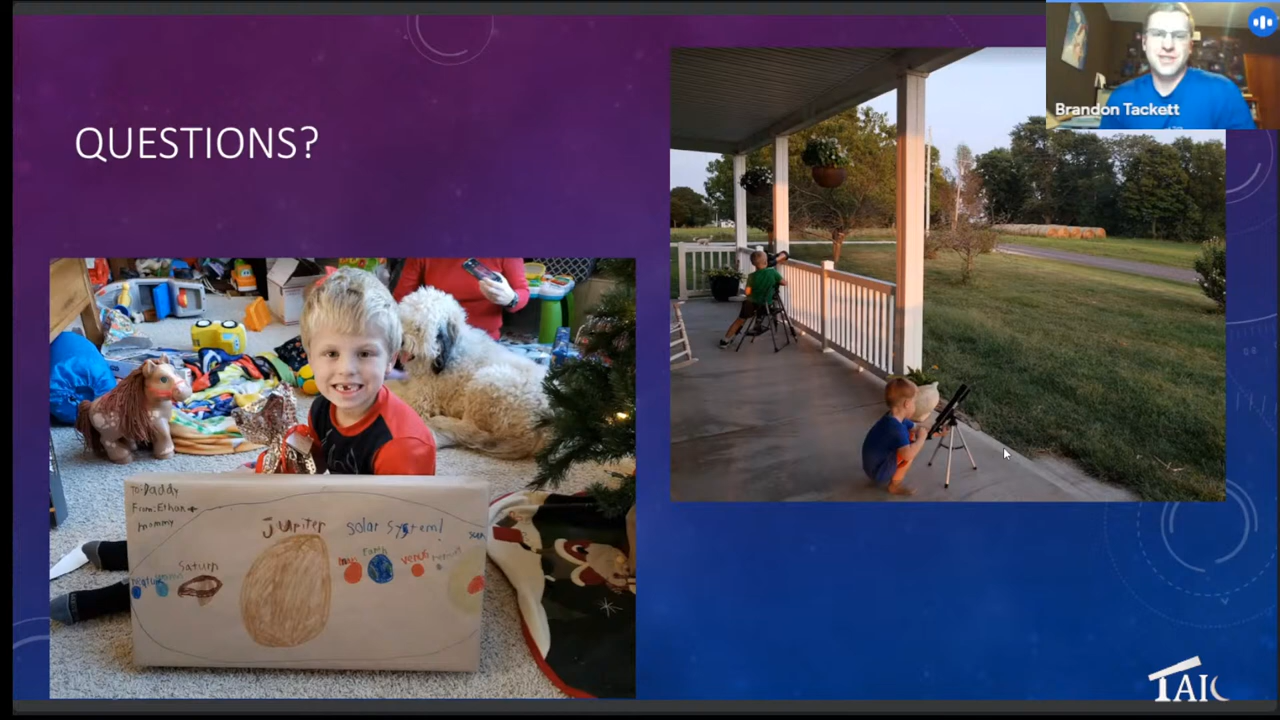 QUESTIONS?
Brandon Tackett
To: Daddy
From: Ethan +
mommy
Jupiter
solar System!
Saturn
Earth
venus
TAIC